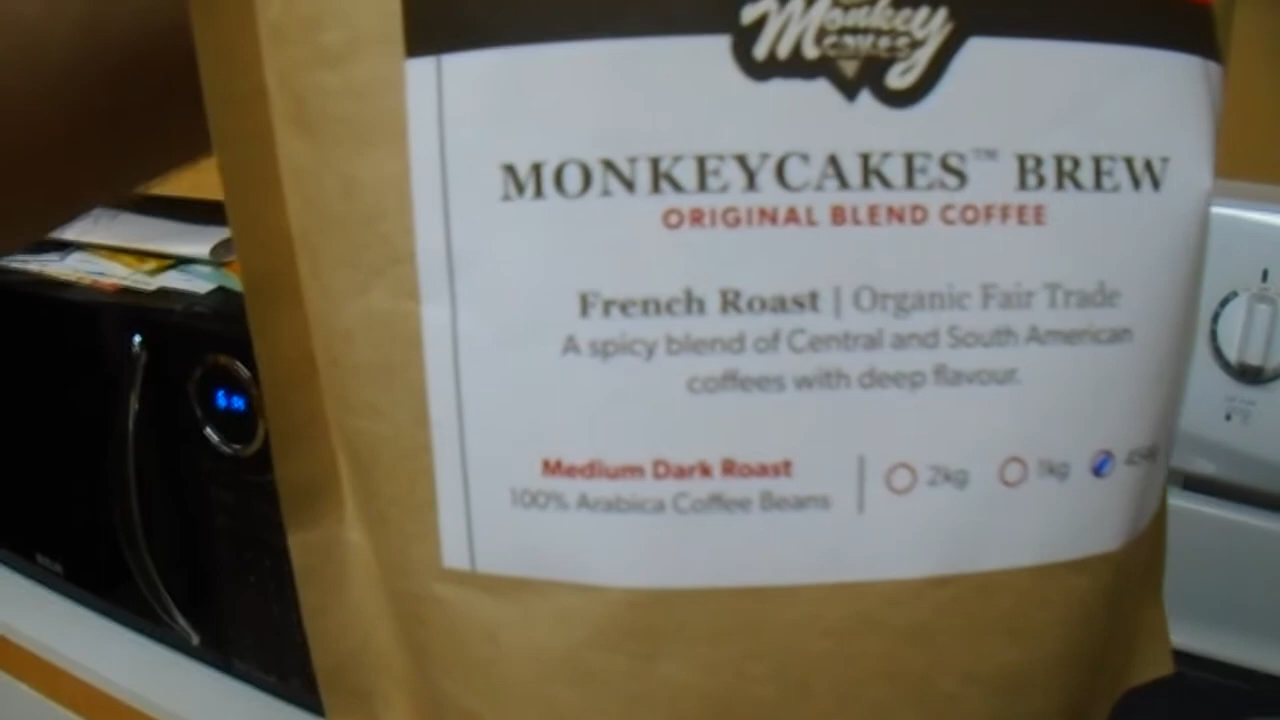 Monkey
CAKES
MONKEYCAKES™ BREW
ORIGINAL BLEND COFFEE
French Roast | Organic Fair Trade
A spicy blend of Central and South American
coffees with deep flavour.
Medium Dark Roast
100% Arabica Coffee Beans
2kg 1kg